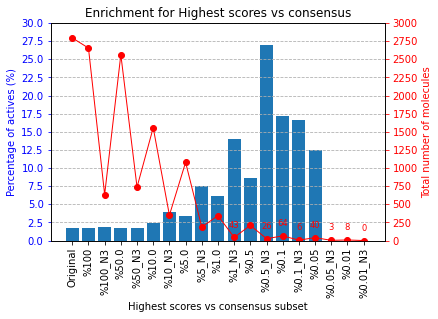 Enrichment for Highest scores vs consensus
Percentage of actives (%)
30.0
27.5
25.0
22.5
20.0
17.5
15.0
12.5
10.0
7.5
5.0
2.5
0.0
3000
2750
2500
2250
2000
1750
1500
1250
1000
750
500
250
0
Total number of molecules
3
8
0
Original
%100
%100_N3
%50.0
%50_N3
%10.0
%10_N3
%5.0
%5_N3
%1.0
%1_N3
%0.5
%0.5_N3
%0.1
%0.1_N3
%0.05
%0.05_N3
%0.01
%0.01_N3
Highest scores vs consensus subset